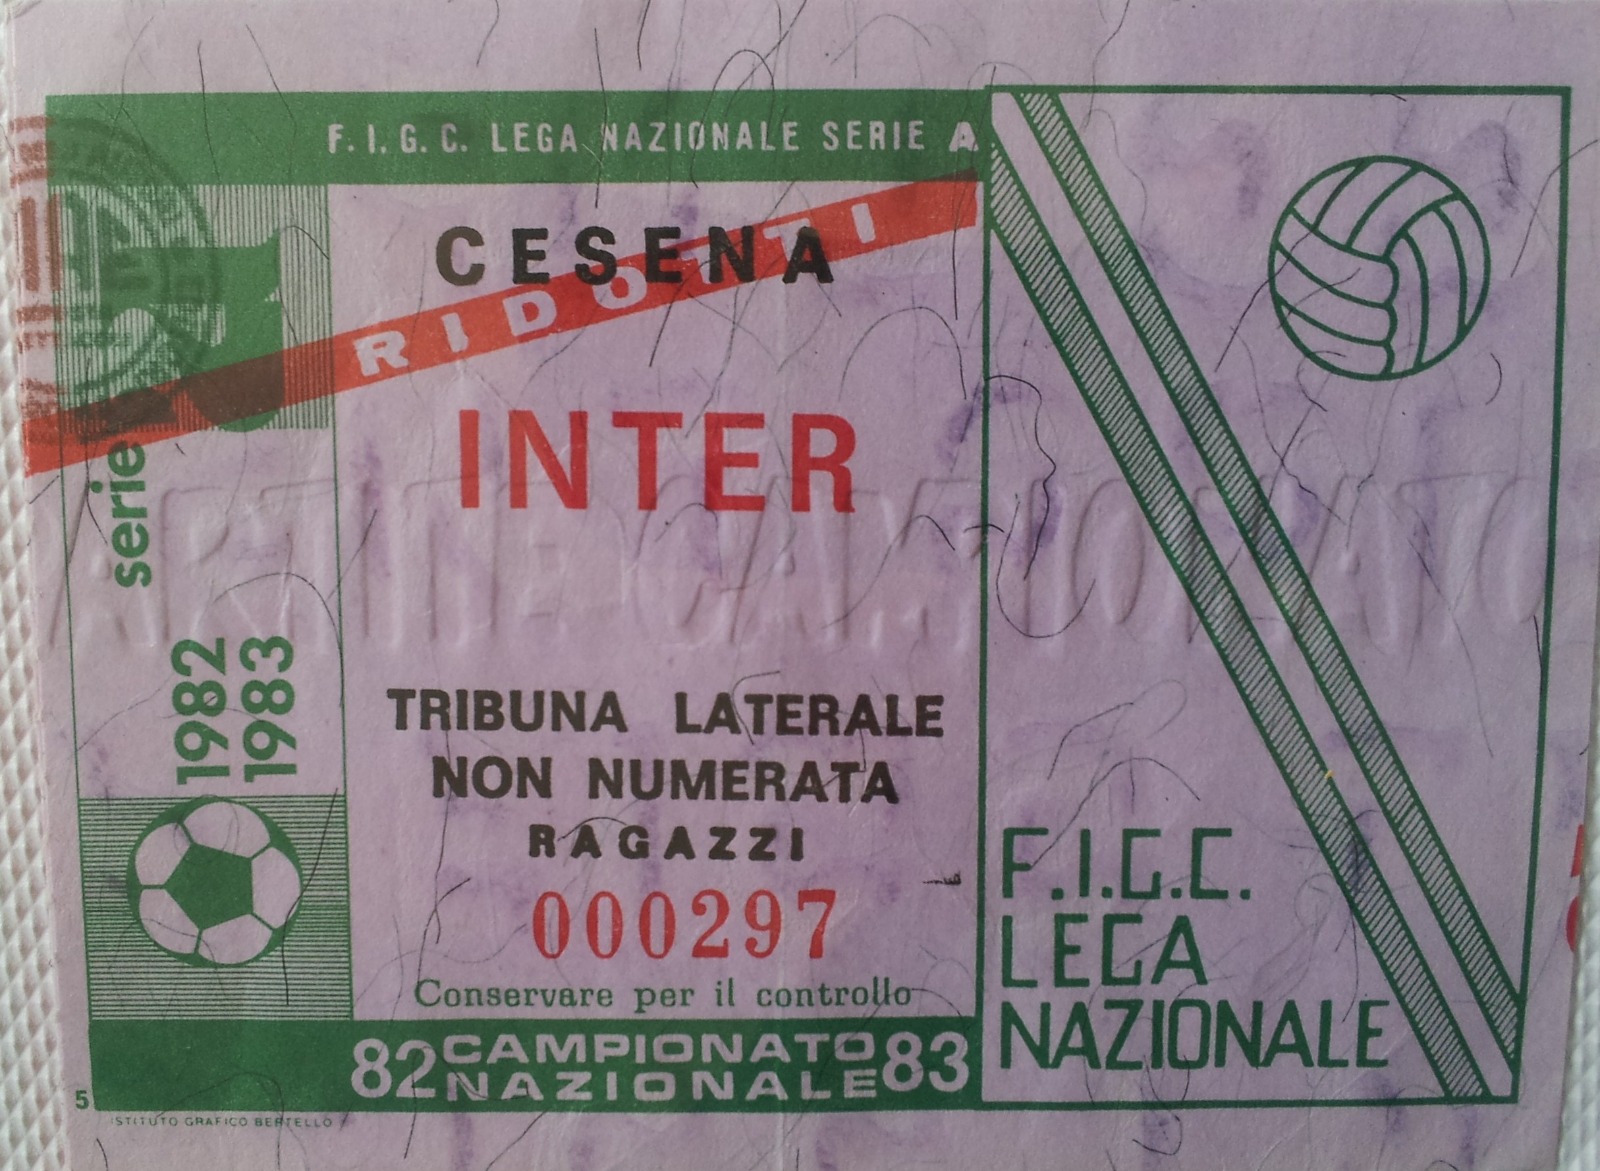 F. I. G. C. LEGA NAZIONALE SERIE A
CESENA
RIDOTTI
INTER
serie
1982
1983
TRIBUNA LATERALE
NON NUMERATA
RAGAZZI
000297
Conservare per il controllo
82 CAMPIONATO NAZIONALE 83
5
ISTITUTO GRAFICO BERTELLO
F.I.G.C.
LEGA
NAZIONALE